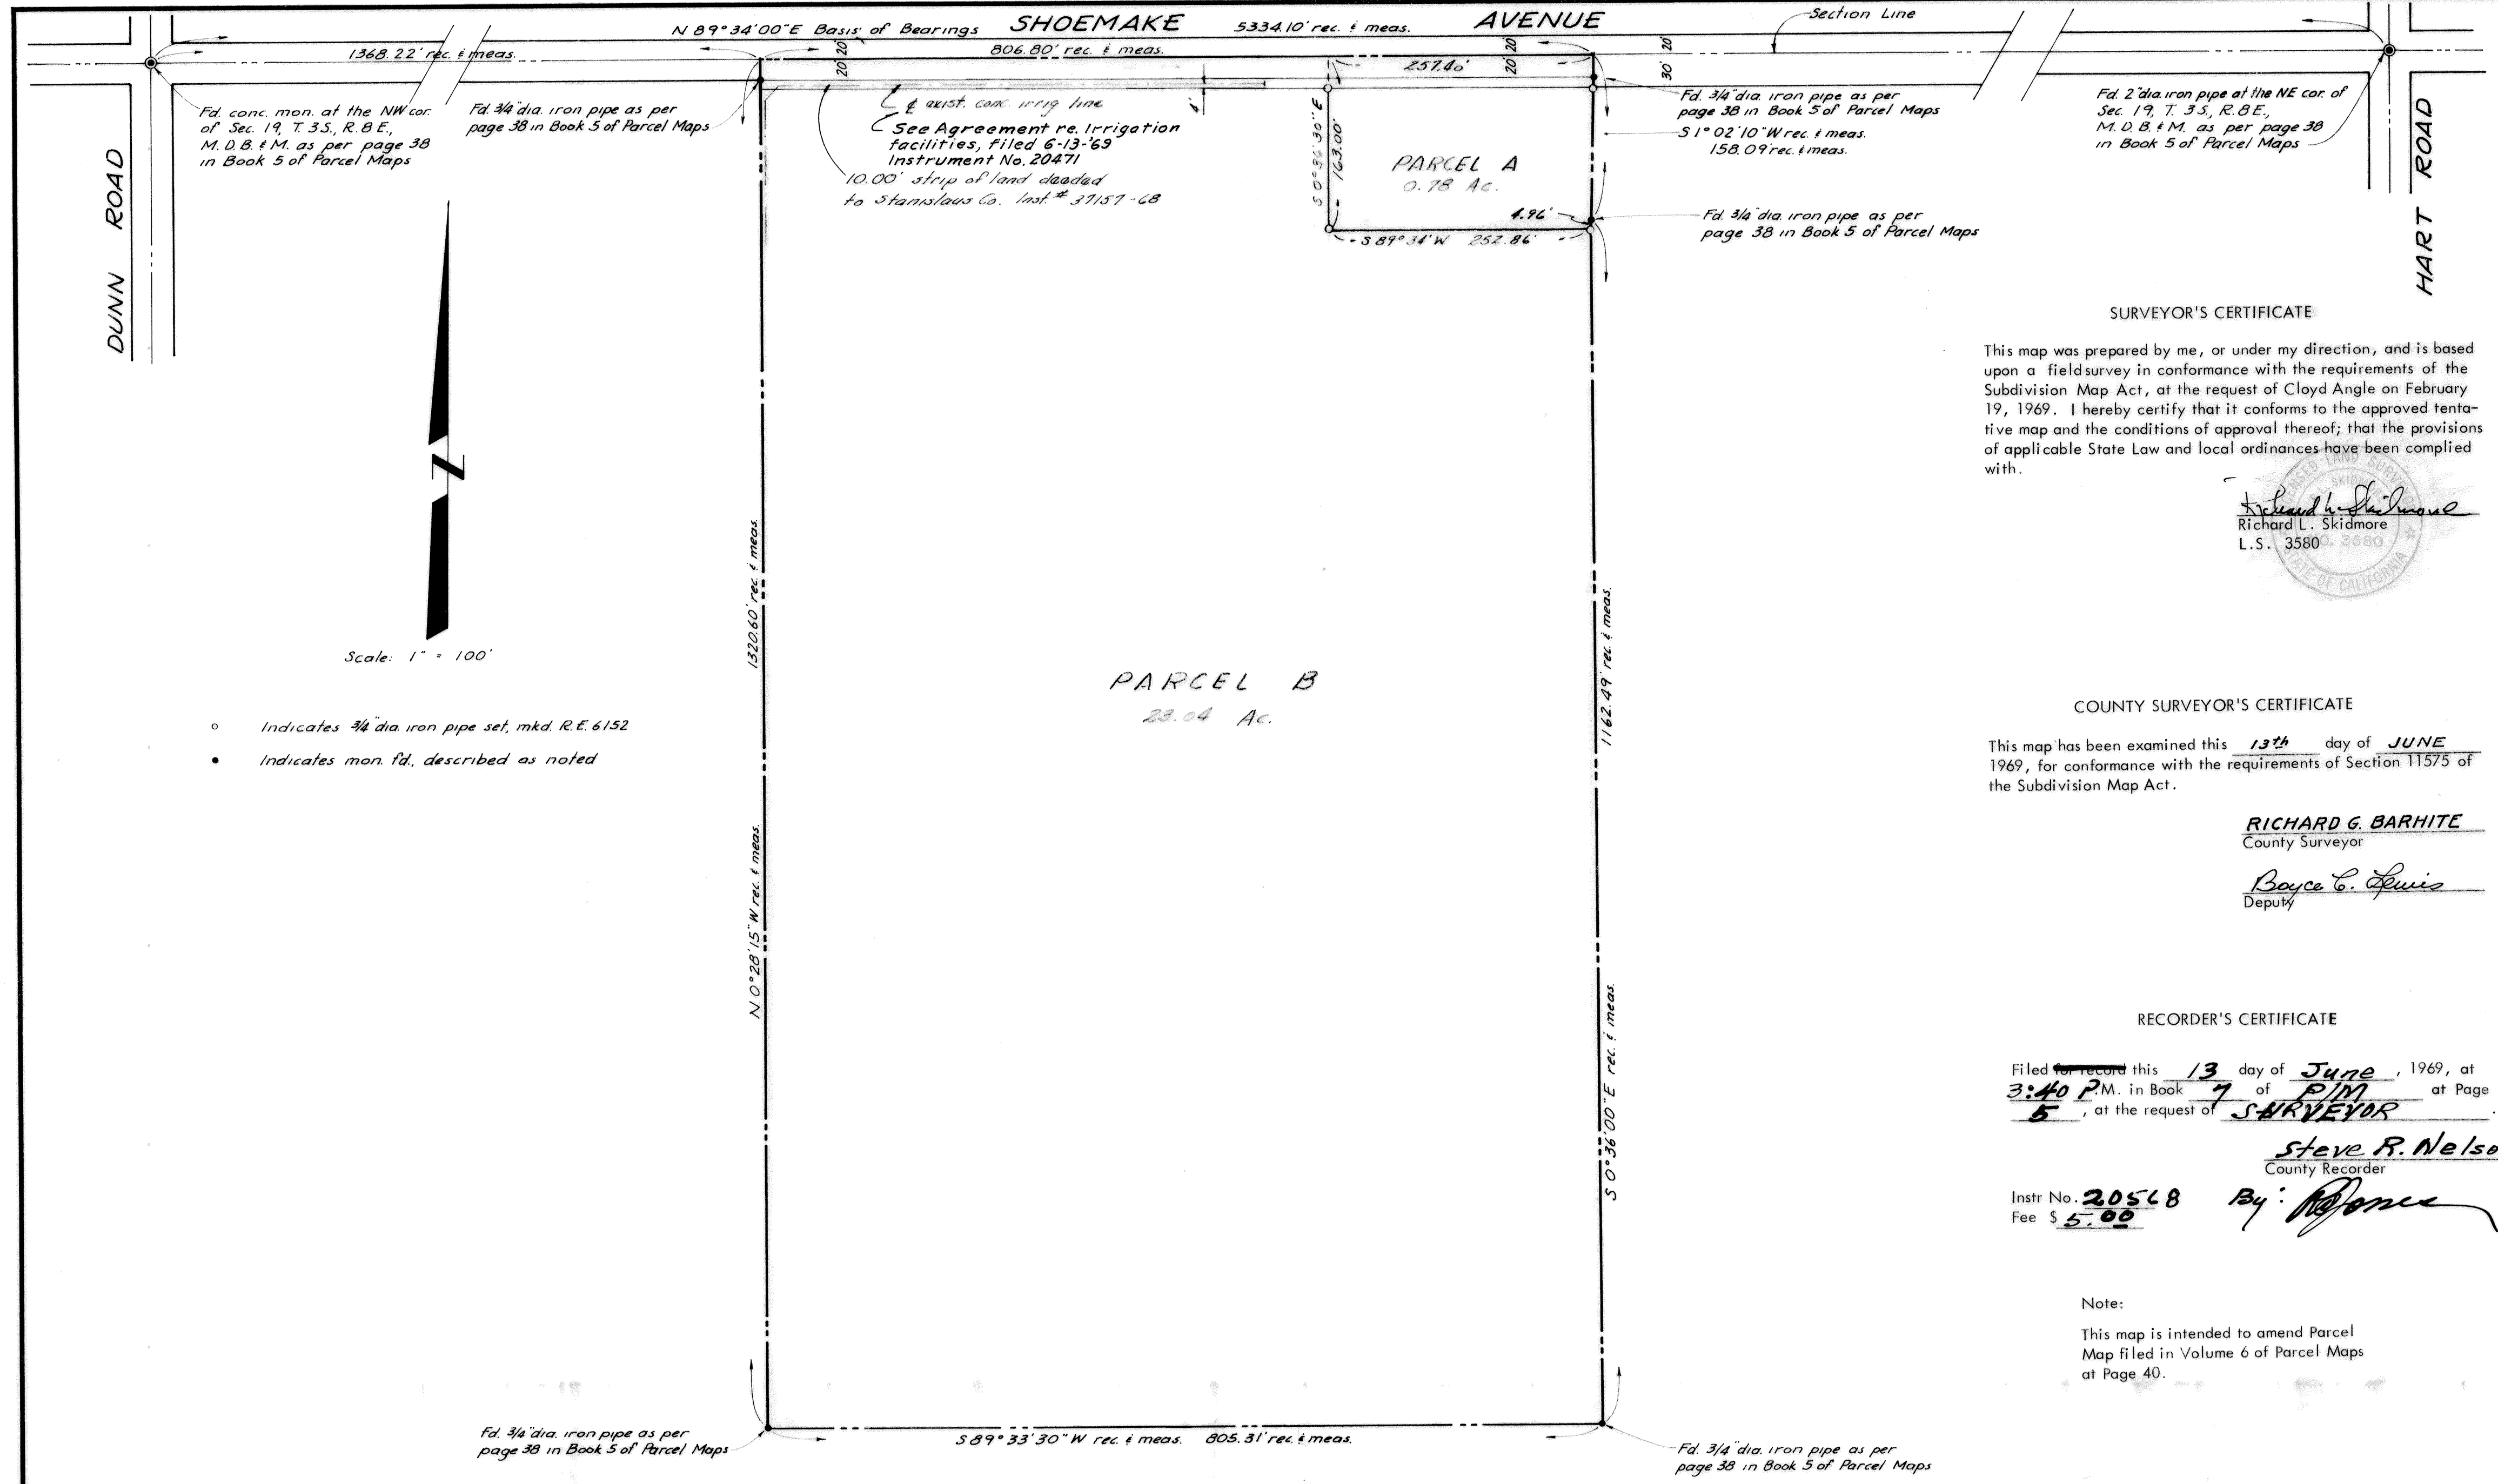 N 89°34'00"E Basis of Bearings SHOEMAKE 5334.10' rec. & meas. AVENUE
Section Line
1368.22' rec. & meas.
806.80' rec. & meas.
257.40'
20' 20'
20' 20'
30' 20'
Fd. conc. mon. at the NW cor.
of Sec. 19, T. 3S., R. 8E.,
M. D. B. & M. as per page 38
in Book 5 of Parcel Maps
Fd. 3/4" dia. iron pipe as per
page 38 in Book 5 of Parcel Maps
℄ exist. conc. irrig line
See Agreement re. Irrigation
facilities, filed 6-13-'69
Instrument No. 20471
10.00' strip of land deeded
to Stanislaus Co. Inst. # 37157-68
4'
S 0°36'30" E
163.00'
PARCEL A
0.78 Ac.
4.96'
S 89°34'W 252.86'
Fd. 3/4" dia. iron pipe as per
page 38 in Book 5 of Parcel Maps
S 1°02'10"W rec. & meas.
158.09' rec. & meas.
Fd. 3/4" dia. iron pipe as per
page 38 in Book 5 of Parcel Maps
Fd. 2" dia. iron pipe at the NE cor. of
Sec. 19, T. 3S., R. 8E.,
M. D. B. & M. as per page 38
in Book 5 of Parcel Maps
DUNN ROAD
HART ROAD
N
Scale: 1" = 100'
o Indicates 3/4" dia. iron pipe set, mkd. R.E. 6152
• Indicates mon. fd., described as noted
1320.60' rec. & meas.
N 0°28'15" W rec. & meas.
PARCEL B
23.04 Ac.
1162.49' rec. & meas.
S 0°36'00" E rec. & meas.
S 89°33'30" W rec. & meas. 805.31' rec. & meas.
Fd. 3/4" dia. iron pipe as per
page 38 in Book 5 of Parcel Maps
Fd. 3/4" dia. iron pipe as per
page 38 in Book 5 of Parcel Maps
SURVEYOR'S CERTIFICATE
This map was prepared by me, or under my direction, and is based
upon a field survey in conformance with the requirements of the
Subdivision Map Act, at the request of Cloyd Angle on February
19, 1969. I hereby certify that it conforms to the approved tenta-
tive map and the conditions of approval thereof; that the provisions
of applicable State Law and local ordinances have been complied
with.
Richard L. Skidmore
Richard L. Skidmore
L.S. 3580
LICENSED LAND SURVEYOR
R. L. SKIDMORE
NO. 3580
STATE OF CALIFORNIA
COUNTY SURVEYOR'S CERTIFICATE
This map has been examined this 13th day of JUNE
1969, for conformance with the requirements of Section 11575 of
the Subdivision Map Act.
RICHARD G. BARHITE
County Surveyor
Boyce C. Lewis
Deputy
RECORDER'S CERTIFICATE
Filed for record this 13 day of June, 1969, at
3:40 P.M. in Book 7 of P/M at Page
5, at the request of SURVEYOR.
Steve R. Nelso
County Recorder
Instr No. 20568 By: Jones
Fee $ 5.00
Note:
This map is intended to amend Parcel
Map filed in Volume 6 of Parcel Maps
at Page 40.